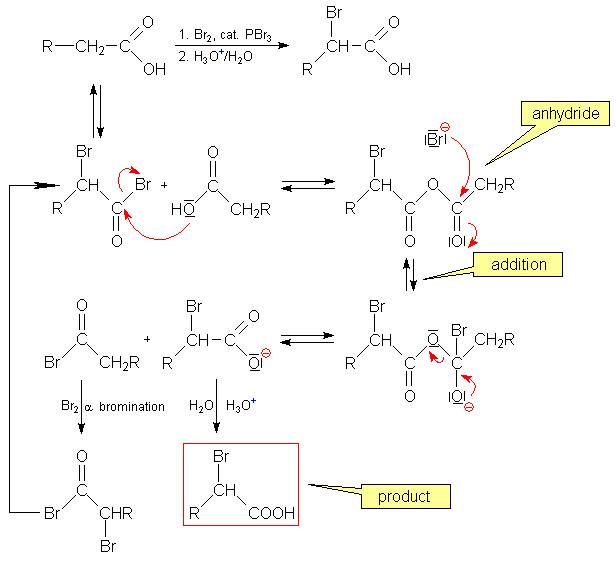 O
Br
O
R CH₂ OH
1. Br₂, cat. PBr₃
2. H₃O⁺/H₂O
CH
R OH
Br
O
Br
|Br|⊖
anhydride
CH Br + CH O CH₂R
R C HO CH₂R R C C
O O |O|
addition
O Br O Br Br
+ CH CH O CH₂R
Br CH₂R R O|⊖ R C C
O |O|⊖
Br₂ α bromination H₂O H₃O⁺
O Br
CH product
Br CHR R COOH
Br